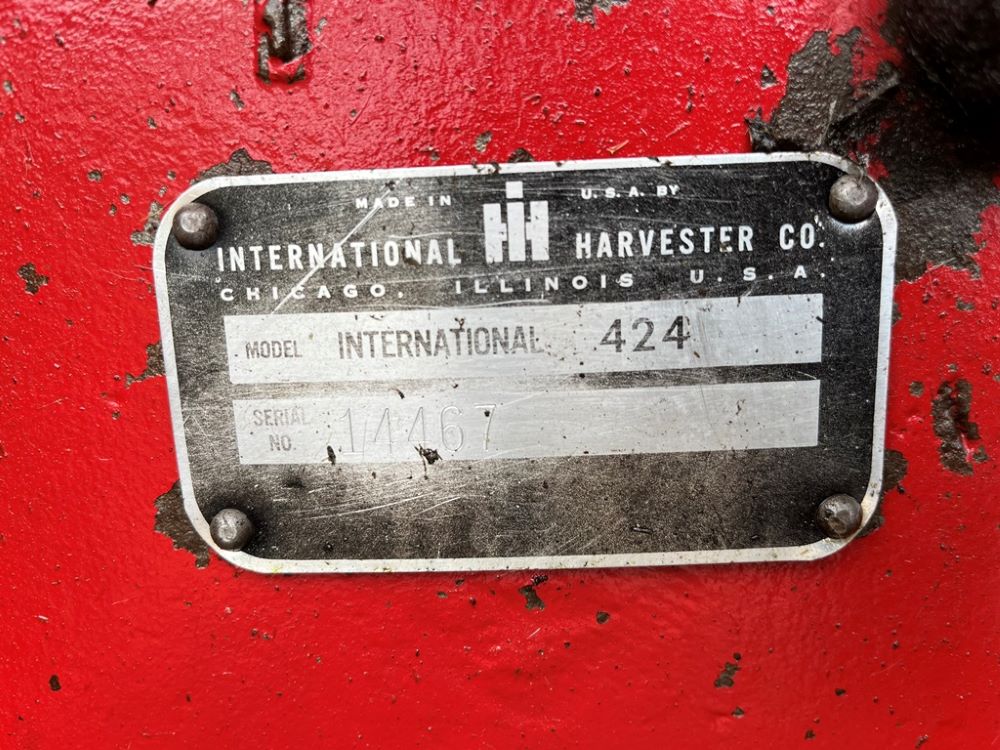 MADE IN IH U.S.A. BY
INTERNATIONAL HARVESTER CO.
CHICAGO, ILLINOIS U.S.A.
MODEL INTERNATIONAL 424
SERIAL NO. 14467